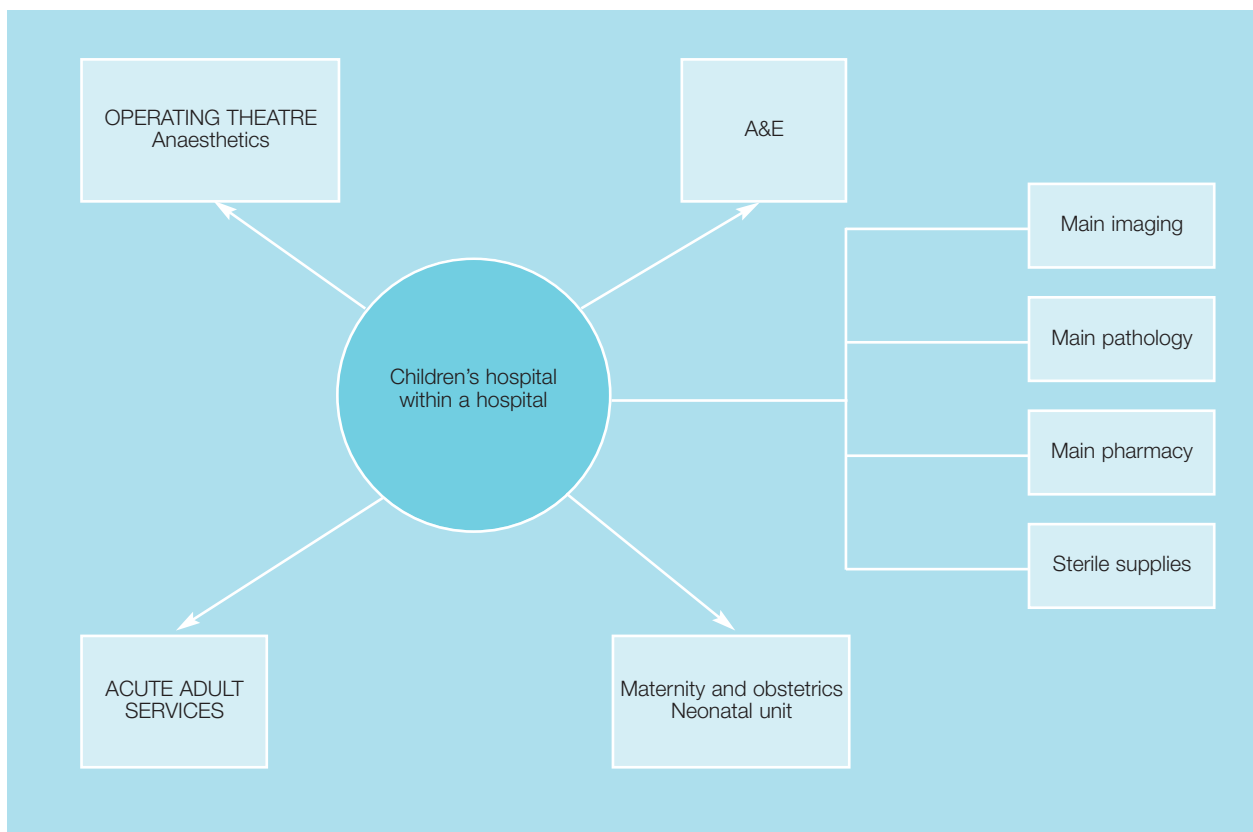 OPERATING THEATRE
Anaesthetics
A&E
Main imaging
Main pathology
Children’s hospital
within a hospital
Main pharmacy
Sterile supplies
ACUTE ADULT
SERVICES
Maternity and obstetrics
Neonatal unit